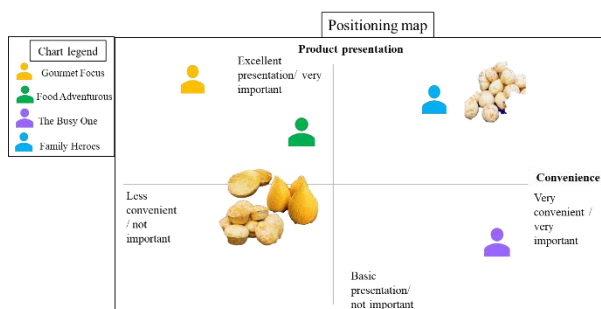 Positioning map
Chart legend
Gourmet Focus
Food Adventurous
The Busy One
Family Heroes
Product presentation
Excellent
presentation/ very
important
Convenience
Less
convenient
/ not
important
Very
convenient /
very
important
Basic
presentation/
not important